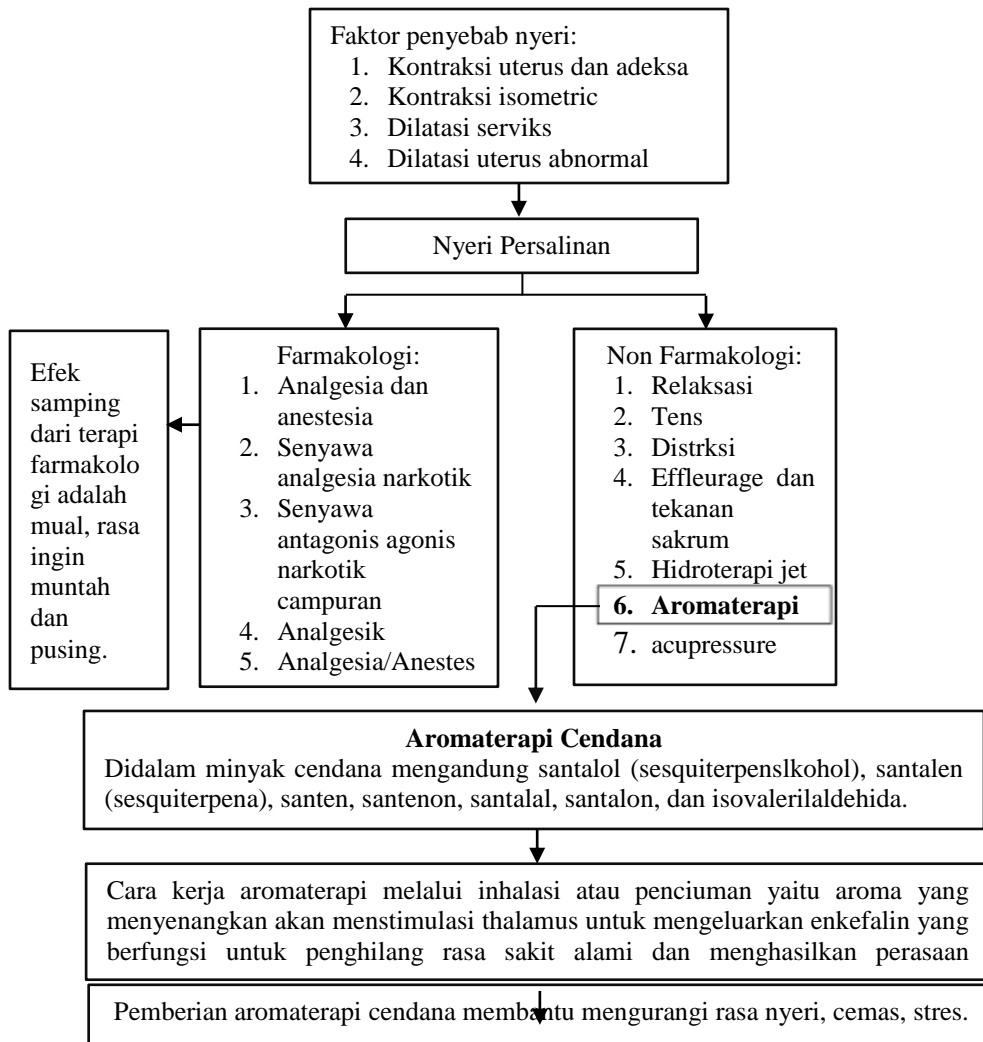 Faktor penyebab nyeri:
1. Kontraksi uterus dan adeksa
2. Kontraksi isometric
3. Dilatasi serviks
4. Dilatasi uterus abnormal
Nyeri Persalinan
Efek
samping
dari terapi
farmakolo
gi adalah
mual, rasa
ingin
muntah
dan
pusing.
Farmakologi:
1. Analgesia dan
anestesia
2. Senyawa
analgesia narkotik
3. Senyawa
antagonis agonis
narkotik
campuran
4. Analgesik
5. Analgesia/Anestes
Non Farmakologi:
1. Relaksasi
2. Tens
3. Distrksi
4. Effleurage dan
tekanan
sakrum
5. Hidroterapi jet
6. Aromaterapi
7. acupressure
Aromaterapi Cendana
Didalam minyak cendana mengandung santalol (sesquiterpenslkohol), santalen
(sesquiterpena), santen, santenon, santalal, santalon, dan isovalerilaldehida.
Cara kerja aromaterapi melalui inhalasi atau penciuman yaitu aroma yang
menyenangkan akan menstimulasi thalamus untuk mengeluarkan enkefalin yang
berfungsi untuk penghilang rasa sakit alami dan menghasilkan perasaan
Pemberian aromaterapi cendana membantu mengurangi rasa nyeri, cemas, stres.